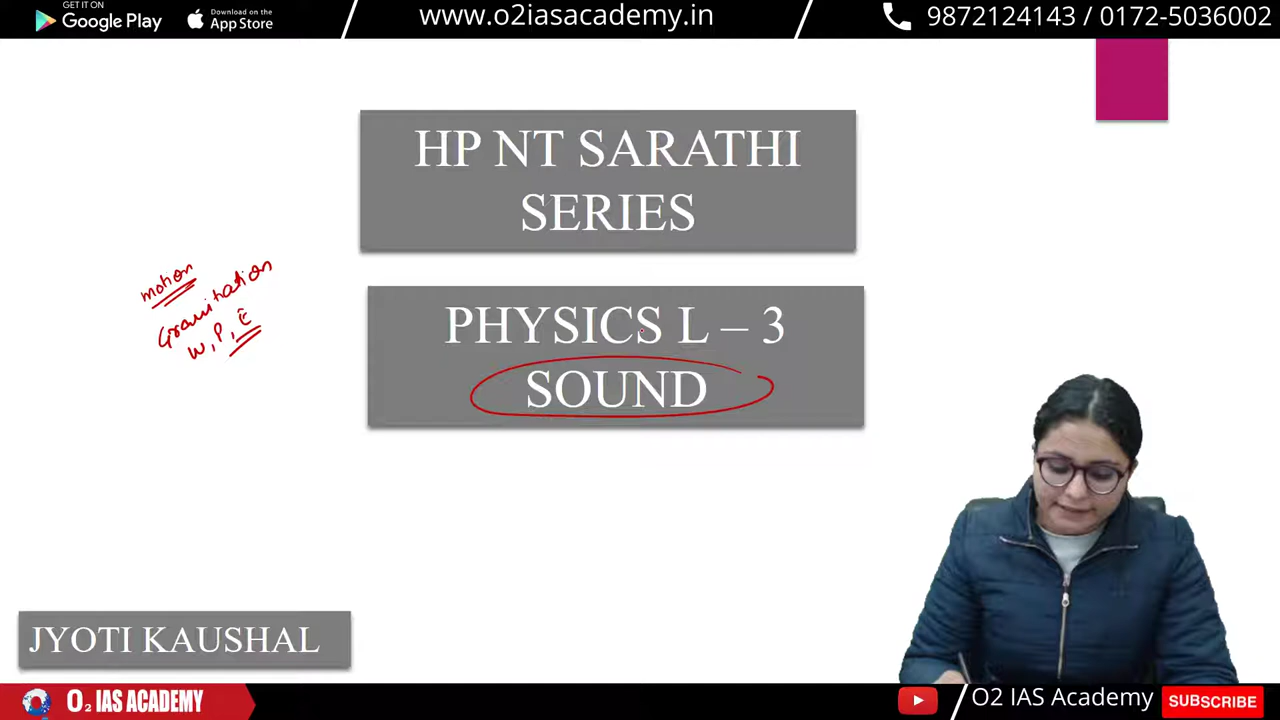 GET IT ON
Google Play
Download on the
App Store
www.o2iasacademy.in
9872124143 / 0172-5036002
HP NT SARATHI
SERIES
motion
Gravitation
W, P, E
PHYSICS L – 3
SOUND
JYOTI KAUSHAL
O2 IAS ACADEMY
O2 IAS Academy
SUBSCRIBE